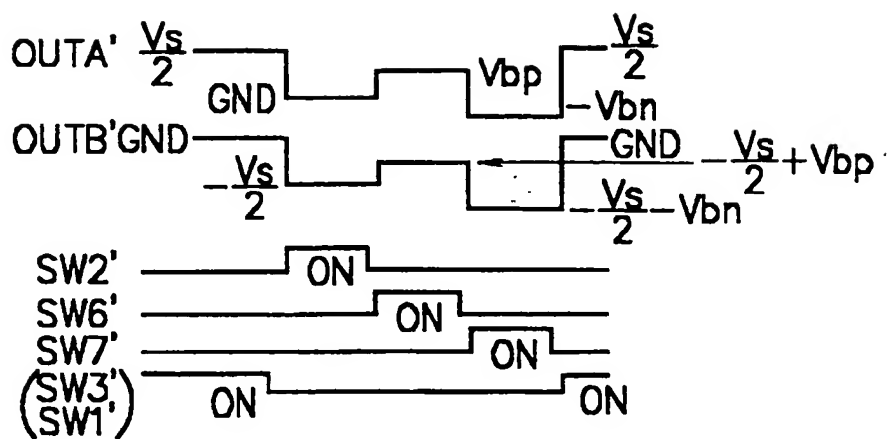 OUTA' Vs/2 Vs/2
GND Vbp
-Vbn
OUTB' GND GND -Vs/2+Vbp
-Vs/2 -Vs/2-Vbn
SW2' ON
SW6' ON
SW7' ON
(SW3' SW1') ON ON